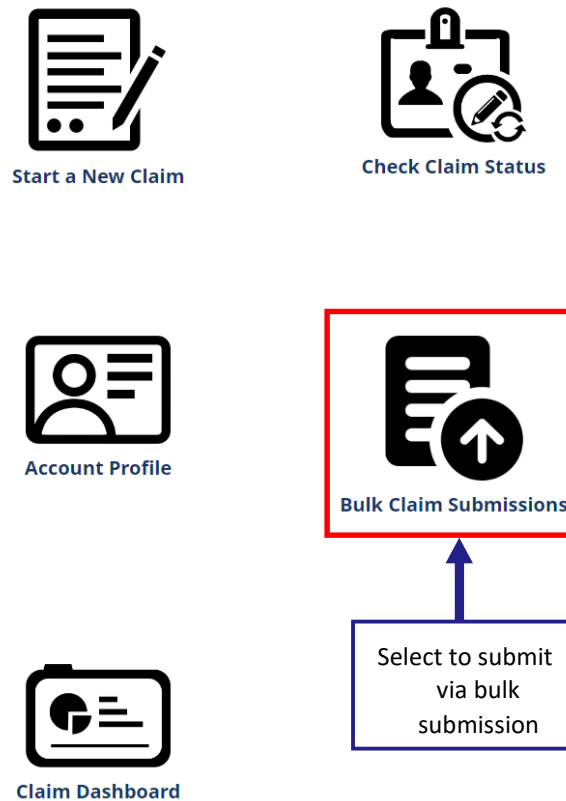 Start a New Claim
Check Claim Status
Account Profile
Bulk Claim Submissions
Select to submit
via bulk
submission
Claim Dashboard